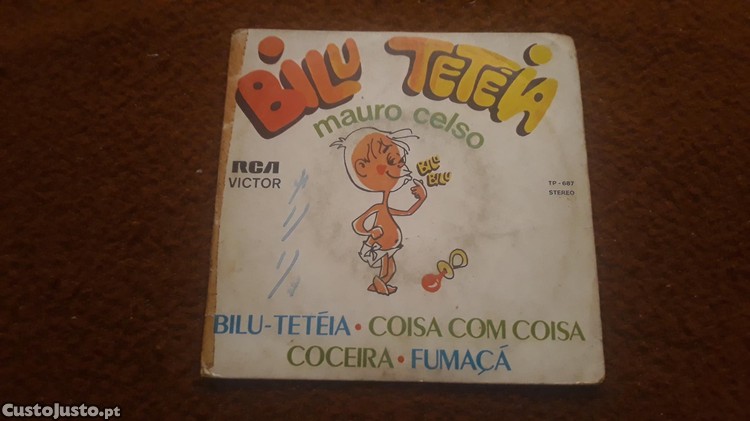 BILU TETÉIA
mauro celso
BILU
BILU
RCA
VICTOR
TP - 687
STEREO
BILU-TETÉIA • COISA COM COISA
COCEIRA • FUMAÇÁ
CustoJusto.pt